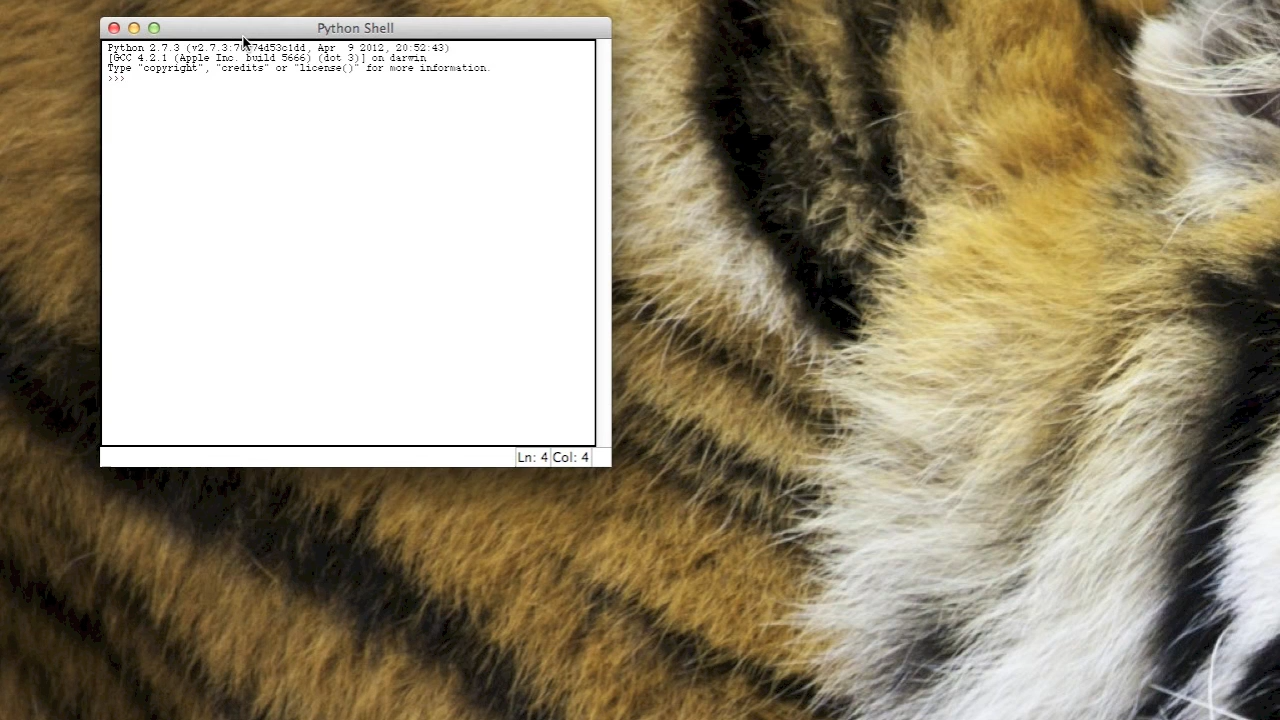 Python Shell
Python 2.7.3 (v2.7.3:70274d53c1dd, Apr 9 2012, 20:52:43)
[GCC 4.2.1 (Apple Inc. build 5666) (dot 3)] on darwin
Type "copyright", "credits" or "license()" for more information.
>>>
Ln: 4 Col: 4